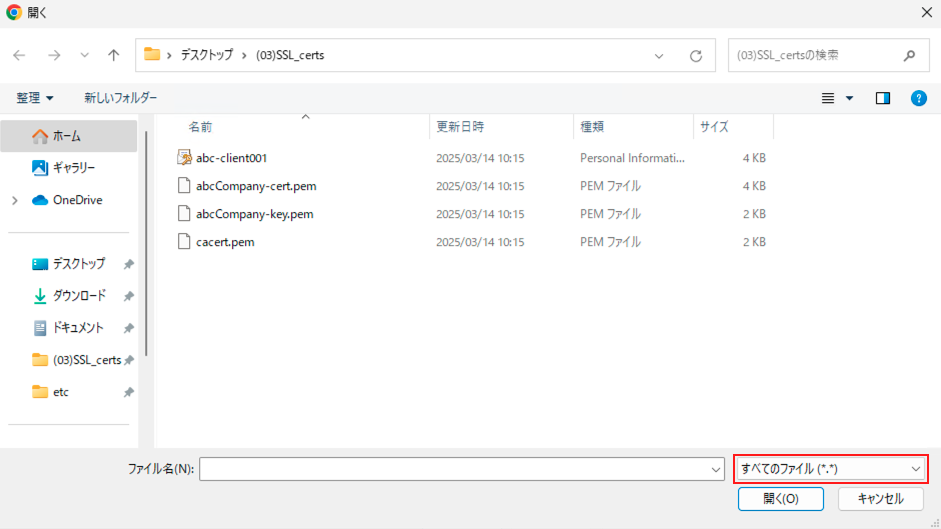 開く
デスクトップ
(03)SSL_certs
(03)SSL_certsの検索
整理
新しいフォルダー
?
名前 更新日時 種類 サイズ
ホーム
ギャラリー
OneDrive
デスクトップ
ダウンロード
ドキュメント
(03)SSL_certs
etc
abc-client001 2025/03/14 10:15 Personal Informati... 4 KB
abcCompany-cert.pem 2025/03/14 10:15 PEM ファイル 4 KB
abcCompany-key.pem 2025/03/14 10:15 PEM ファイル 2 KB
cacert.pem 2025/03/14 10:15 PEM ファイル 2 KB
ファイル名(N):
すべてのファイル (*.*)
開く(O)
キャンセル